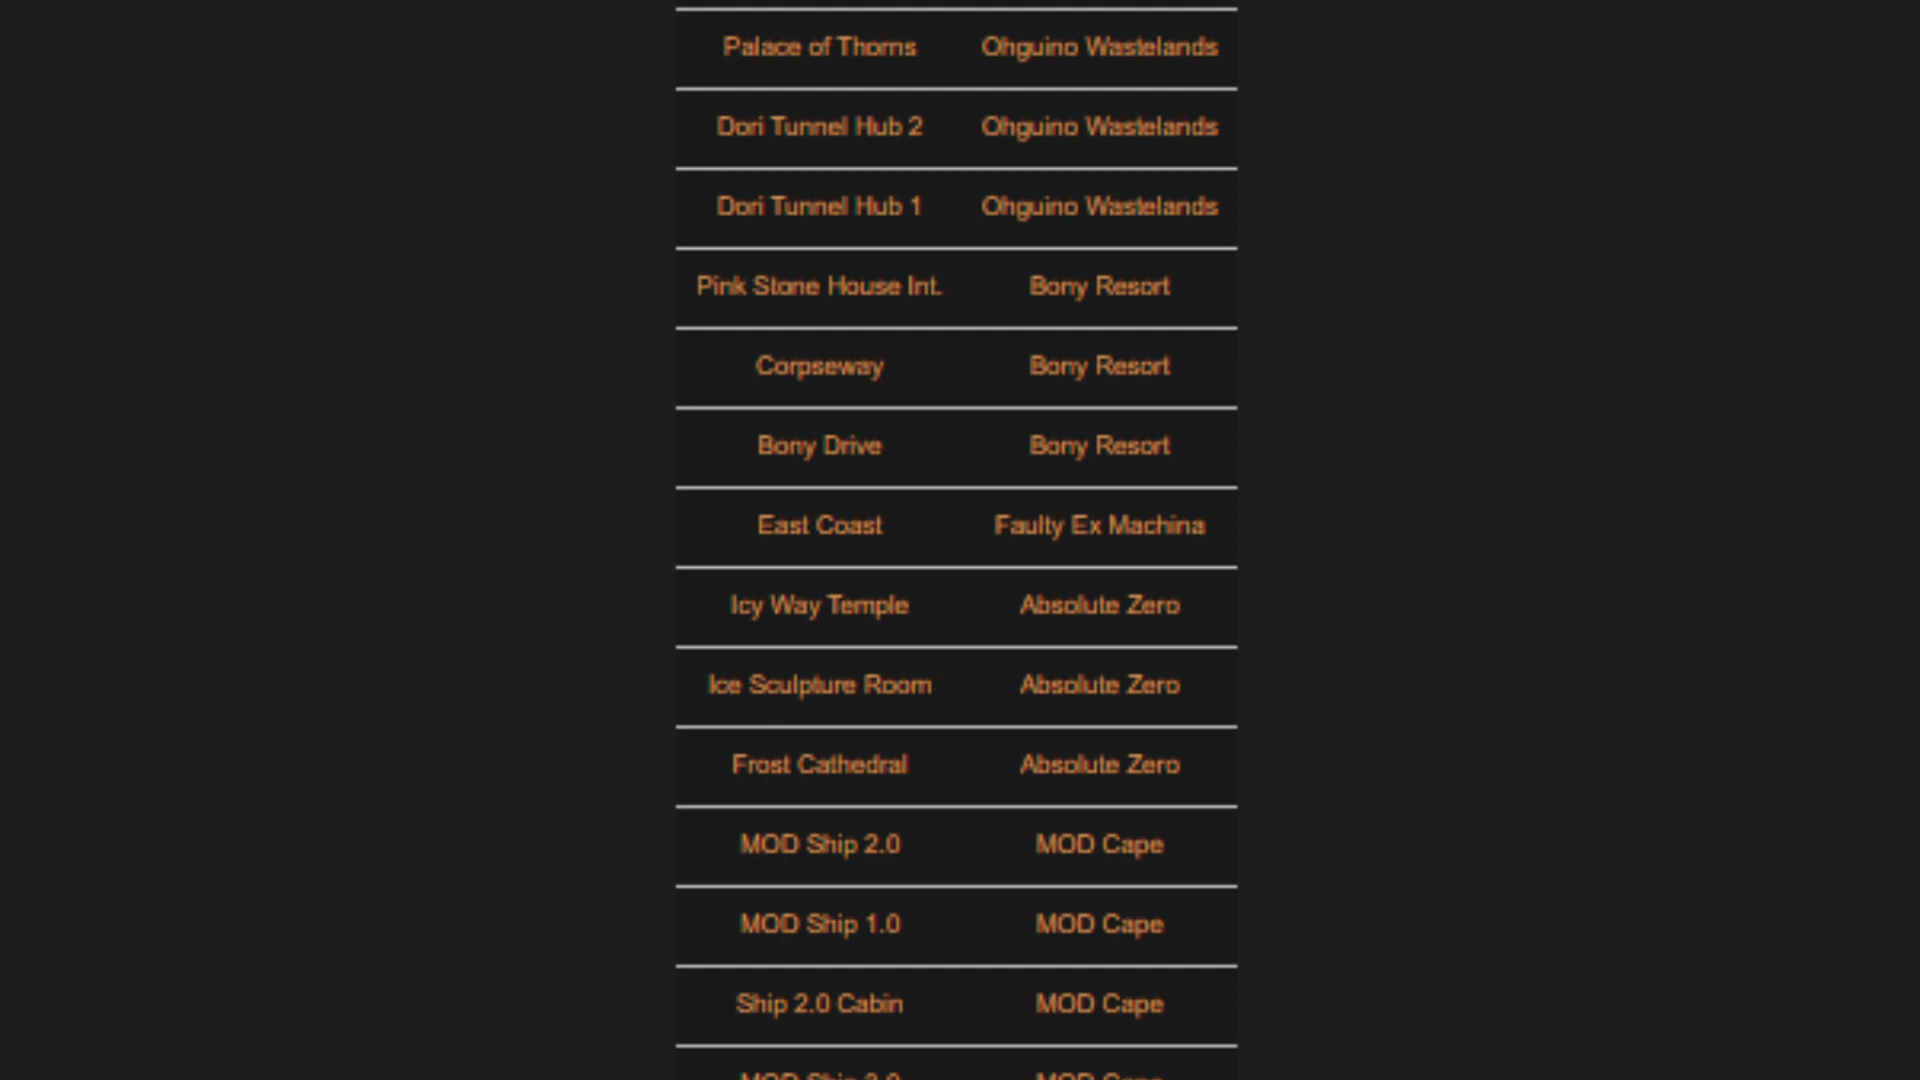 Palace of Thorns Ohguino Wastelands
Dori Tunnel Hub 2 Ohguino Wastelands
Dori Tunnel Hub 1 Ohguino Wastelands
Pink Stone House Int. Bony Resort
Corpseway Bony Resort
Bony Drive Bony Resort
East Coast Faulty Ex Machina
Icy Way Temple Absolute Zero
Ice Sculpture Room Absolute Zero
Frost Cathedral Absolute Zero
MOD Ship 2.0 MOD Cape
MOD Ship 1.0 MOD Cape
Ship 2.0 Cabin MOD Cape